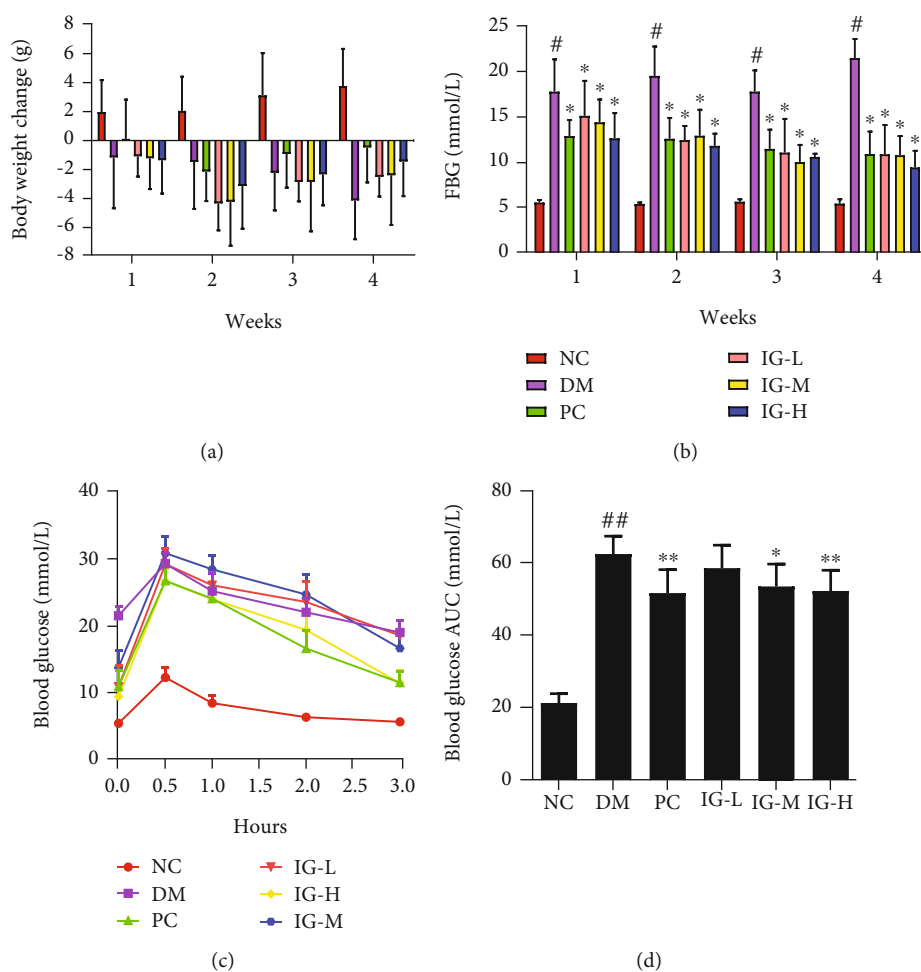 Body weight change (g)
8
6
4
2
0
-2
-4
-6
-8
1 2 3 4
Weeks
(a)
FBG (mmol/L)
25
20
15
10
5
0
# * * * *
# * * * *
# * * * *
# * * * *
1 2 3 4
Weeks
NC IG-L
DM IG-M
PC IG-H
(b)
Blood glucose (mmol/L)
40
30
20
10
0
0.0 0.5 1.0 1.5 2.0 2.5 3.0
Hours
NC IG-L
DM IG-H
PC IG-M
(c)
Blood glucose AUC (mmol/L)
80
60
40
20
0
## ** * **
NC DM PC IG-L IG-M IG-H
(d)